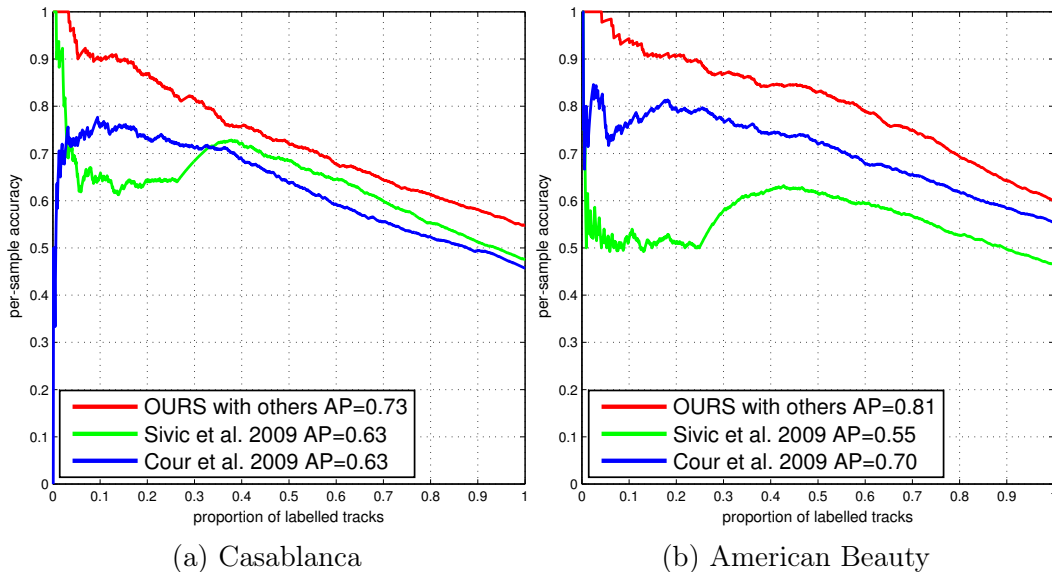 1
0.9
0.8
0.7
0.6
0.5
0.4
0.3
0.2
0.1
0
per-sample accuracy
OURS with others AP=0.73
Sivic et al. 2009 AP=0.63
Cour et al. 2009 AP=0.63
0 0.1 0.2 0.3 0.4 0.5 0.6 0.7 0.8 0.9 1
proportion of labelled tracks
(a) Casablanca
1
0.9
0.8
0.7
0.6
0.5
0.4
0.3
0.2
0.1
0
per-sample accuracy
OURS with others AP=0.81
Sivic et al. 2009 AP=0.55
Cour et al. 2009 AP=0.70
0 0.1 0.2 0.3 0.4 0.5 0.6 0.7 0.8 0.9 1
proportion of labelled tracks
(b) American Beauty